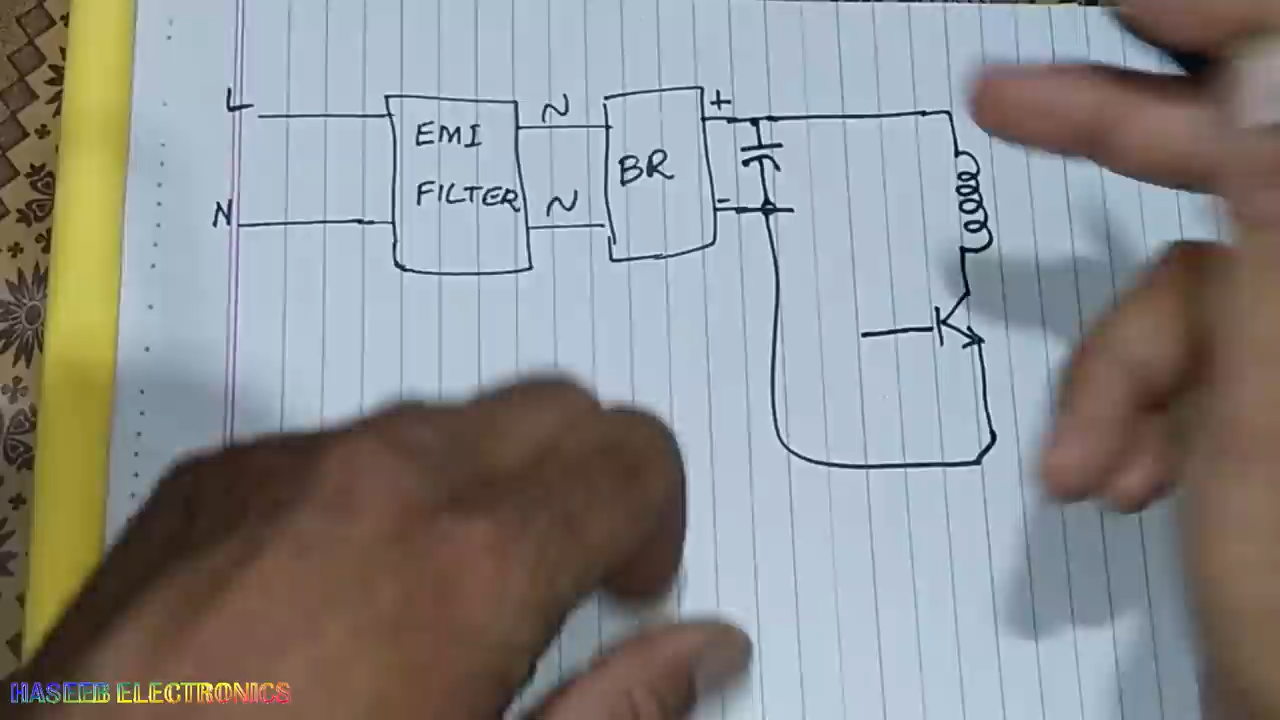 L
N
EMI
FILTER
~
~
BR
+
-
HASEEB ELECTRONICS